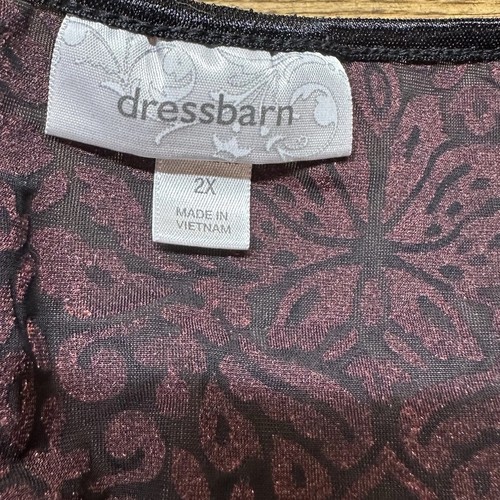 dressbarn
2X
MADE IN
VIETNAM